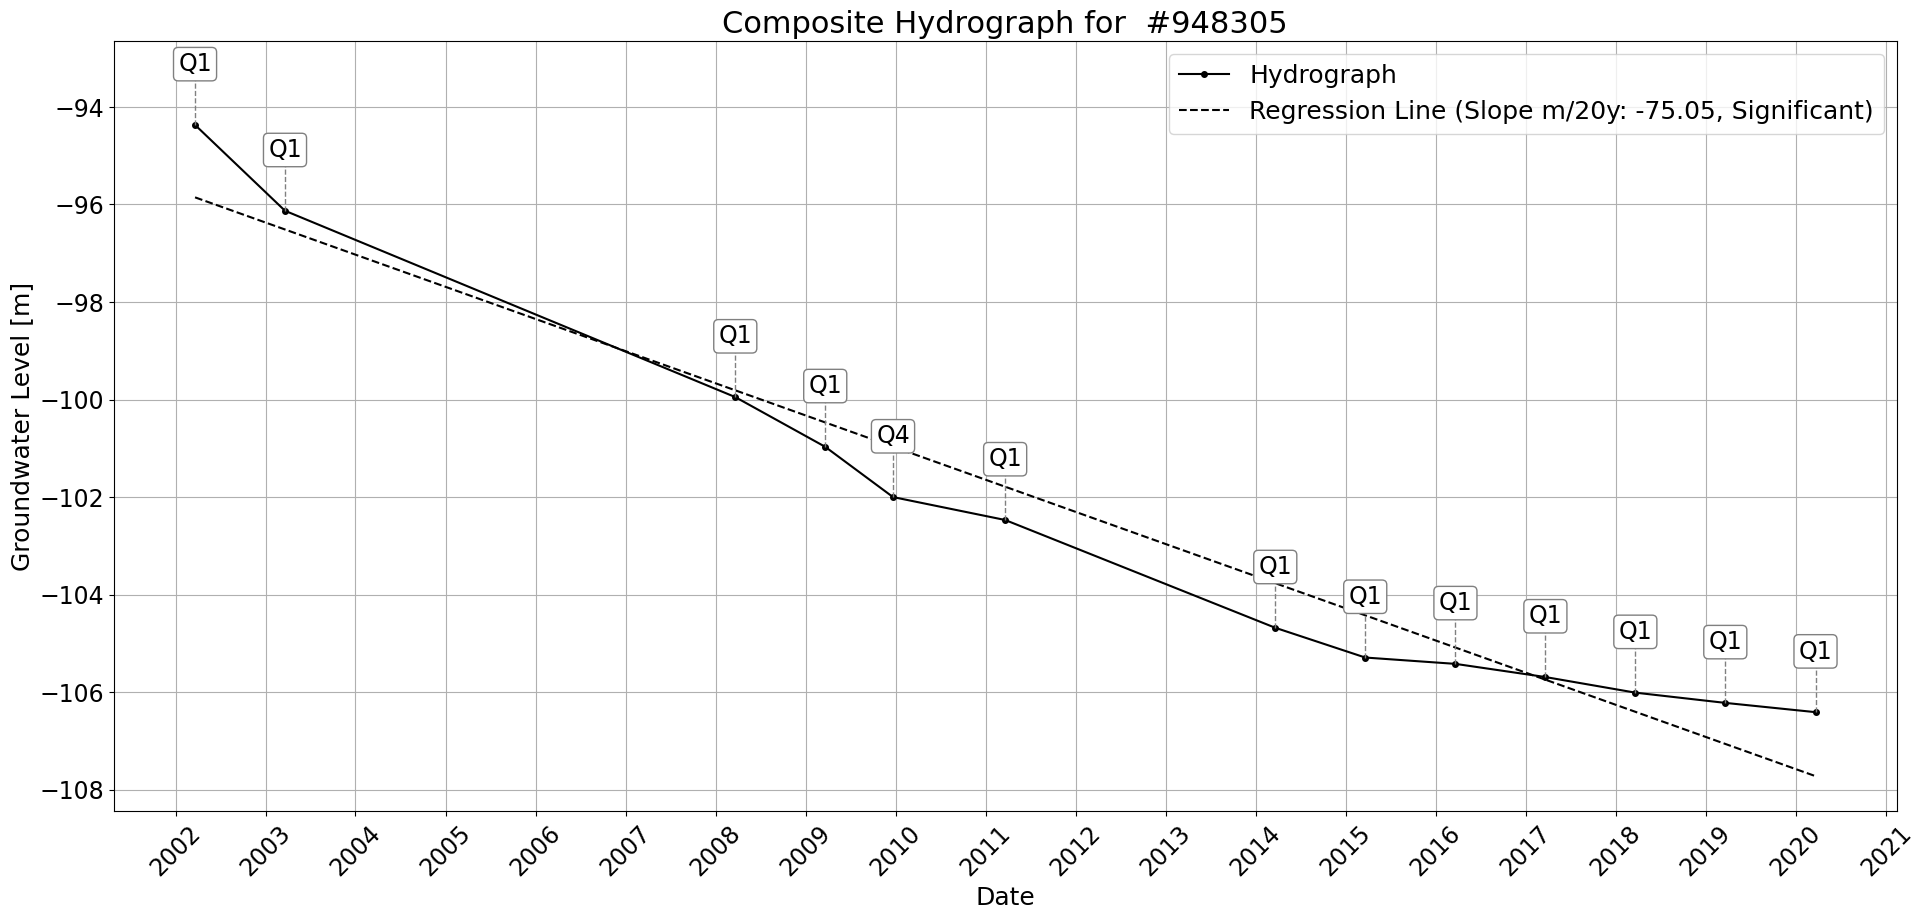 Composite Hydrograph for #948305
Hydrograph
Regression Line (Slope m/20y: -75.05, Significant)
Q1
Q1
Q1
Q1
Q4
Q1
Q1
Q1
Q1
Q1
Q1
Q1
Q1
Groundwater Level [m]
−94
−96
−98
−100
−102
−104
−106
−108
2002
2003
2004
2005
2006
2007
2008
2009
2010
2011
2012
2013
2014
2015
2016
2017
2018
2019
2020
2021
Date